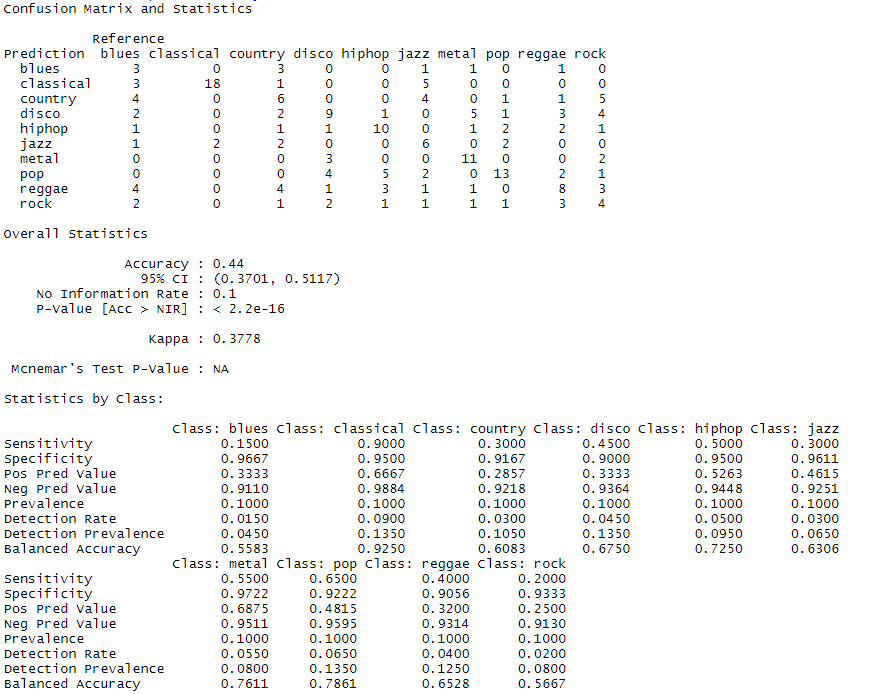 Confusion Matrix and Statistics
Reference
Prediction blues classical country disco hiphop jazz metal pop reggae rock
blues 3 0 3 0 0 1 1 0 1 0
classical 3 18 1 0 0 5 0 0 0 0
country 4 0 6 0 0 4 0 1 1 5
disco 2 0 2 9 1 0 5 1 3 4
hiphop 1 0 1 1 10 0 1 2 2 1
jazz 1 2 2 0 0 6 0 2 0 0
metal 0 0 0 3 0 0 11 0 0 2
pop 0 0 0 4 5 2 0 13 2 1
reggae 4 0 4 1 3 1 1 0 8 3
rock 2 0 1 2 1 1 1 1 3 4
Overall Statistics
Accuracy : 0.44
95% CI : (0.3701, 0.5117)
No Information Rate : 0.1
P-Value [Acc > NIR] : < 2.2e-16
Kappa : 0.3778
Mcnemar's Test P-Value : NA
Statistics by Class:
Class: blues Class: classical Class: country Class: disco Class: hiphop Class: jazz
Sensitivity 0.1500 0.9000 0.3000 0.4500 0.5000 0.3000
Specificity 0.9667 0.9500 0.9167 0.9000 0.9500 0.9611
Pos Pred Value 0.3333 0.6667 0.2857 0.3333 0.5263 0.4615
Neg Pred Value 0.9110 0.9884 0.9218 0.9364 0.9448 0.9251
Prevalence 0.1000 0.1000 0.1000 0.1000 0.1000 0.1000
Detection Rate 0.0150 0.0900 0.0300 0.0450 0.0500 0.0300
Detection Prevalence 0.0450 0.1350 0.1050 0.1350 0.0950 0.0650
Balanced Accuracy 0.5583 0.9250 0.6083 0.6750 0.7250 0.6306
Class: metal Class: pop Class: reggae Class: rock
Sensitivity 0.5500 0.6500 0.4000 0.2000
Specificity 0.9722 0.9222 0.9056 0.9333
Pos Pred Value 0.6875 0.4815 0.3200 0.2500
Neg Pred Value 0.9511 0.9595 0.9314 0.9130
Prevalence 0.1000 0.1000 0.1000 0.1000
Detection Rate 0.0550 0.0650 0.0400 0.0200
Detection Prevalence 0.0800 0.1350 0.1250 0.0800
Balanced Accuracy 0.7611 0.7861 0.6528 0.5667